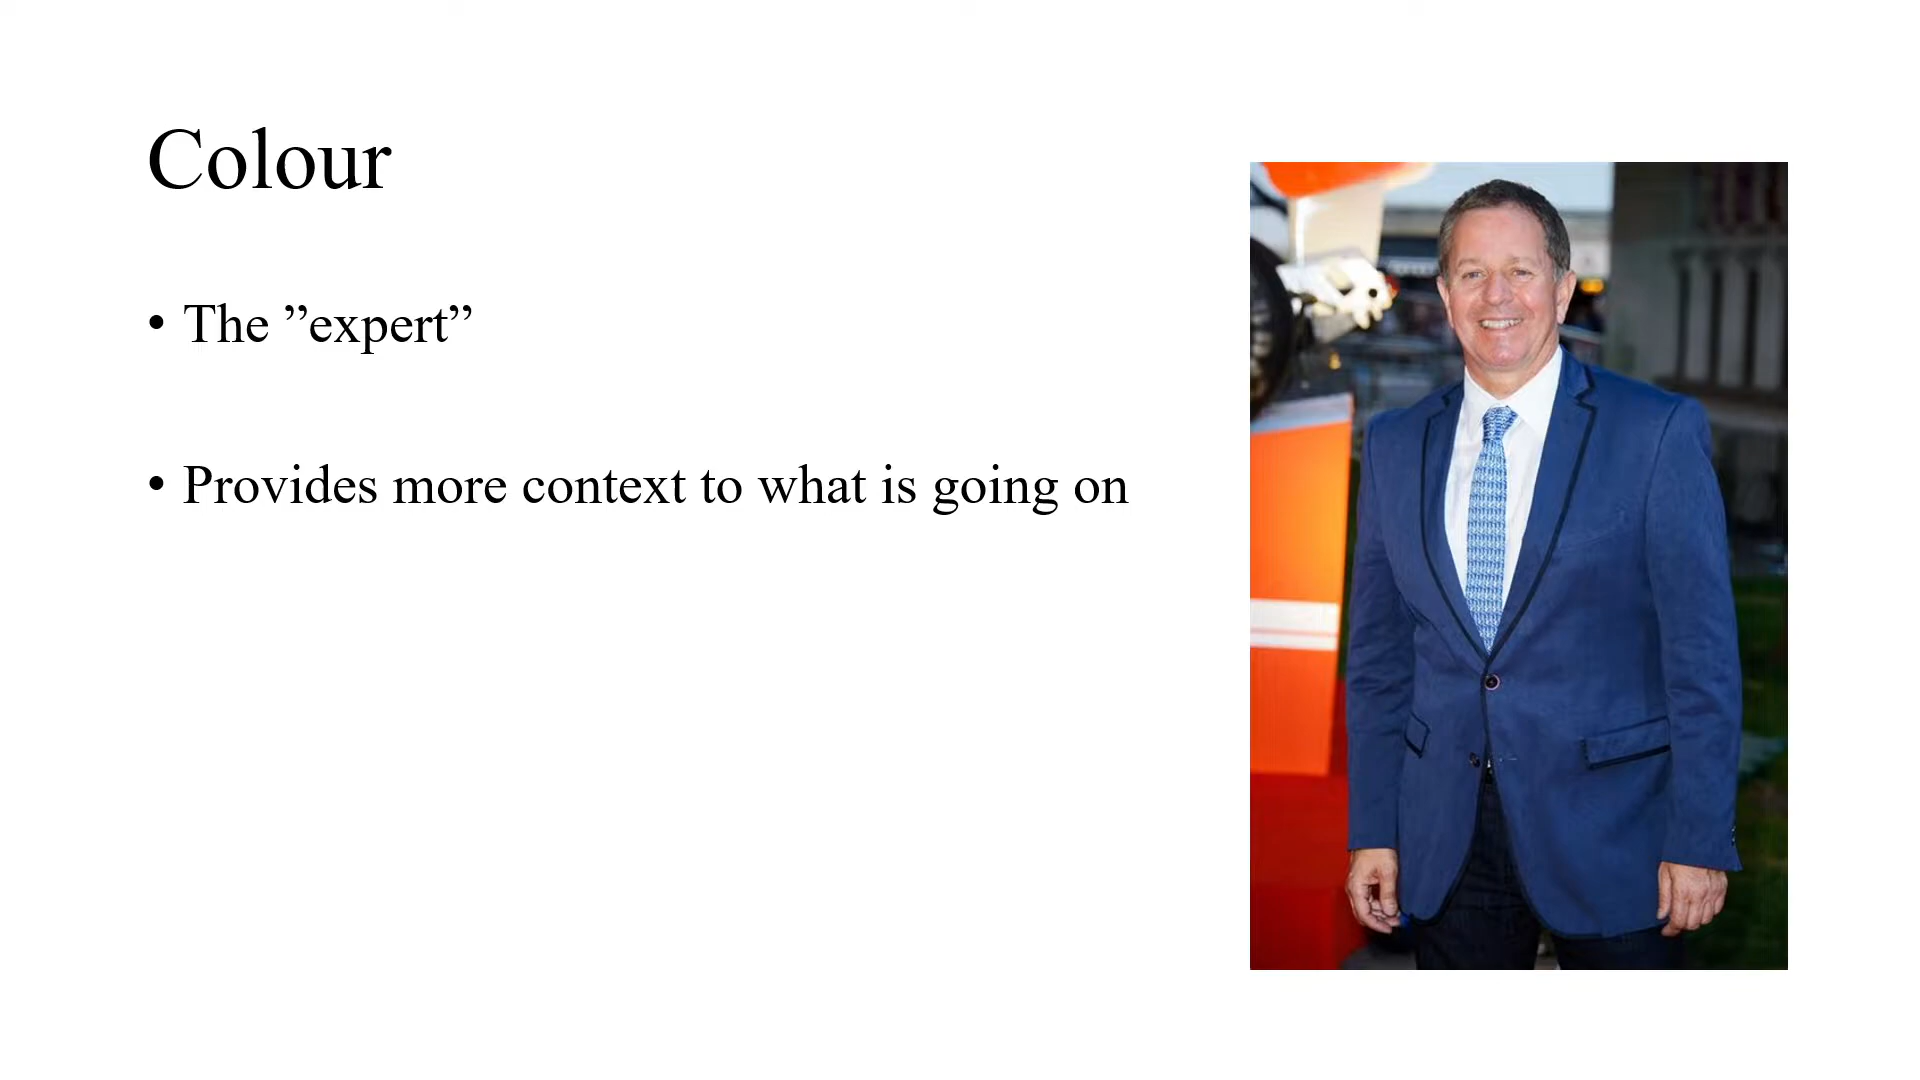 Colour
• The ”expert”
• Provides more context to what is going on